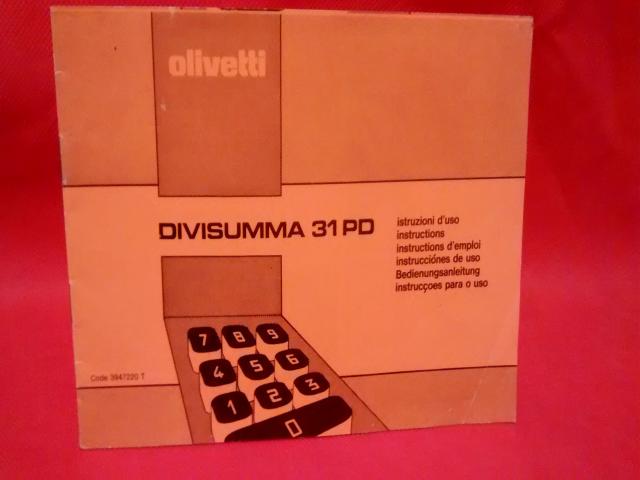 olivetti
DIVISUMMA 31 PD
istruzioni d'uso
instructions
instructions d'emploi
instrucciónes de uso
Bedienungsanleitung
instrucçoes para o uso
7 8 9
4 5 6
1 2 3
0
Code 3947220 T